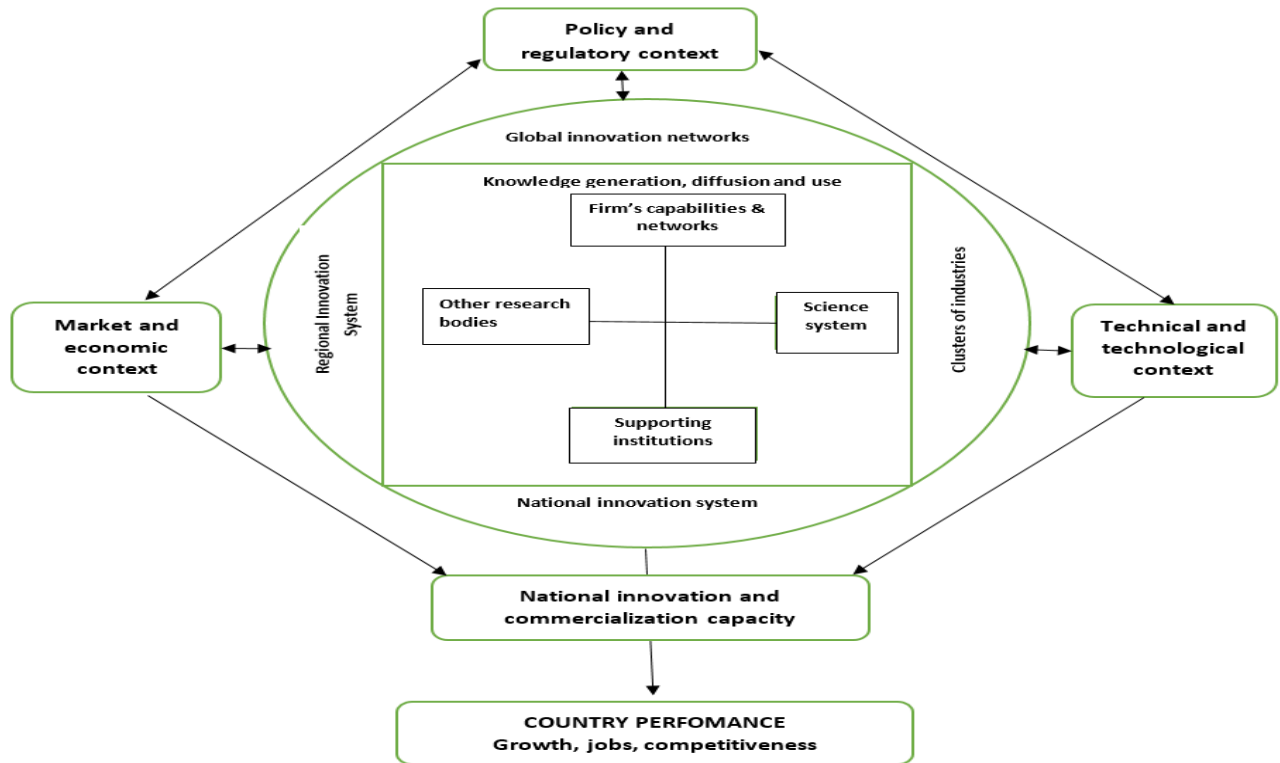 Policy and
regulatory context
Global innovation networks
Knowledge generation, diffusion and use
Firm's capabilities &
networks
Regional Innovation
System
Other research
bodies
Science
system
Clusters of industries
Market and
economic
context
Technical and
technological
context
Supporting
institutions
National innovation system
National innovation and
commercialization capacity
COUNTRY PERFOMANCE
Growth, jobs, competitiveness